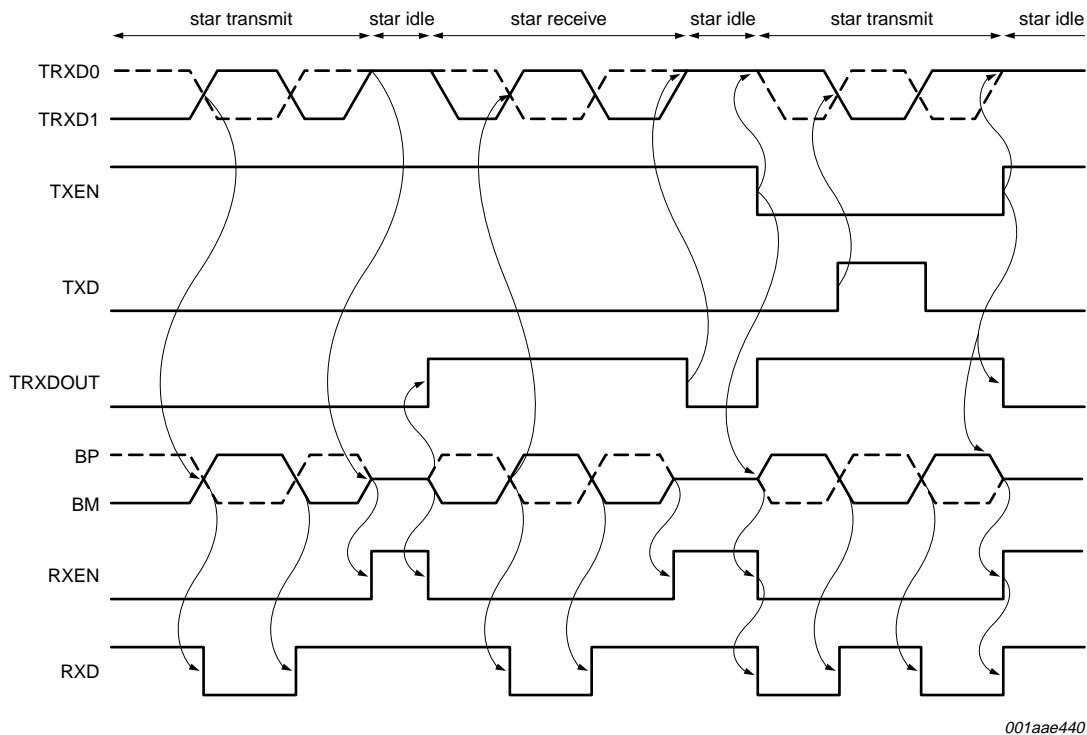 star transmit star idle star receive star idle star transmit star idle
TRXD0
TRXD1
TXEN
TXD
TRXDOUT
BP
BM
RXEN
RXD
001aae440